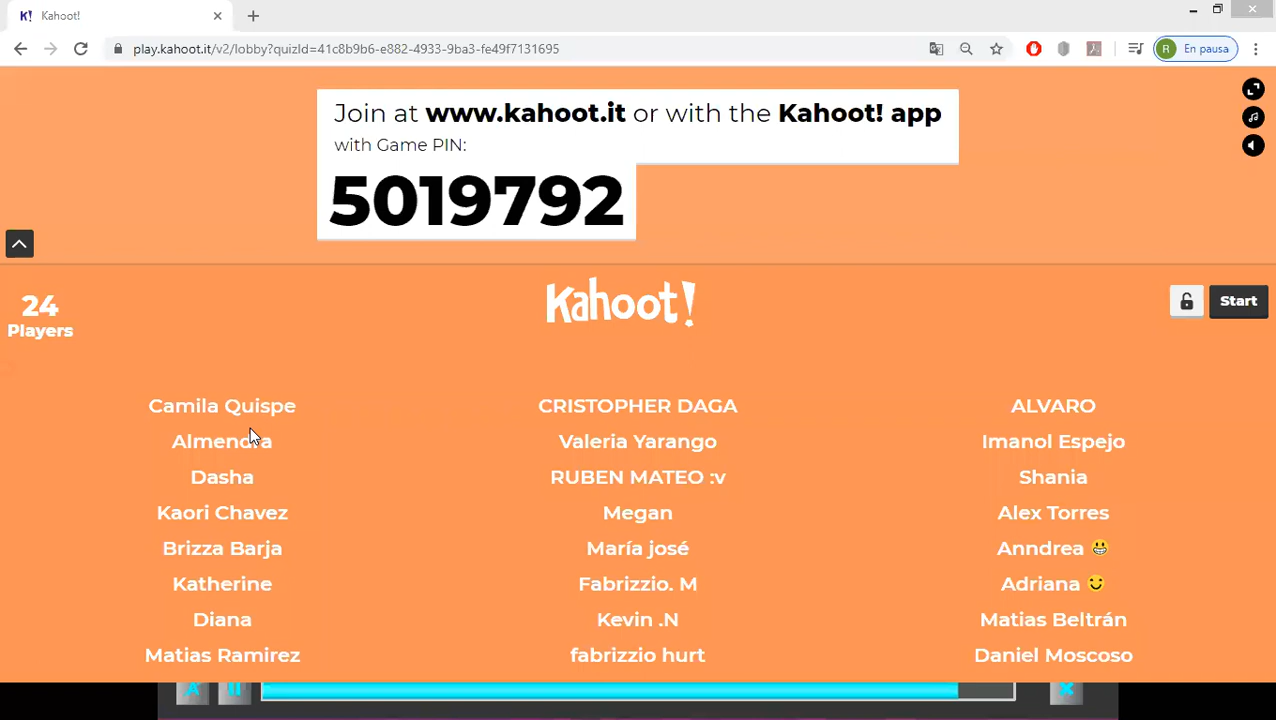 Kahoot!
play.kahoot.it/v2/lobby?quizId=41c8b9b6-e882-4933-9ba3-fe49f7131695
R En pausa
Join at www.kahoot.it or with the Kahoot! app
with Game PIN:
5019792
24
Players
Kahoot!
Start
Camila Quispe
CRISTOPHER DAGA
ALVARO
Almendra
Valeria Yarango
Imanol Espejo
Dasha
RUBEN MATEO :v
Shania
Kaori Chavez
Megan
Alex Torres
Brizza Barja
María josé
Anndrea 😀
Katherine
Fabrizzio. M
Adriana 😉
Diana
Kevin .N
Matias Beltrán
Matias Ramirez
fabrizzio hurt
Daniel Moscoso